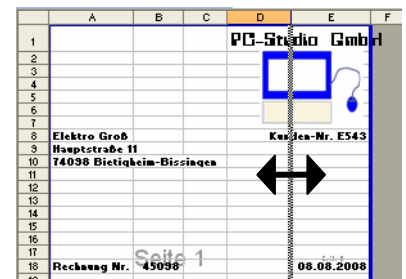 A B C D E F
1 PC-Studio GmbH
2
3
4
5
6
7
8 Elektro Groß Kunden-Nr. E543
9 Hauptstraße 11
10 74098 Bietigheim-Bissingen
11
12
13
14
15
16
17 Seite 1
18 Rechnung Nr. 45098 08.08.2008